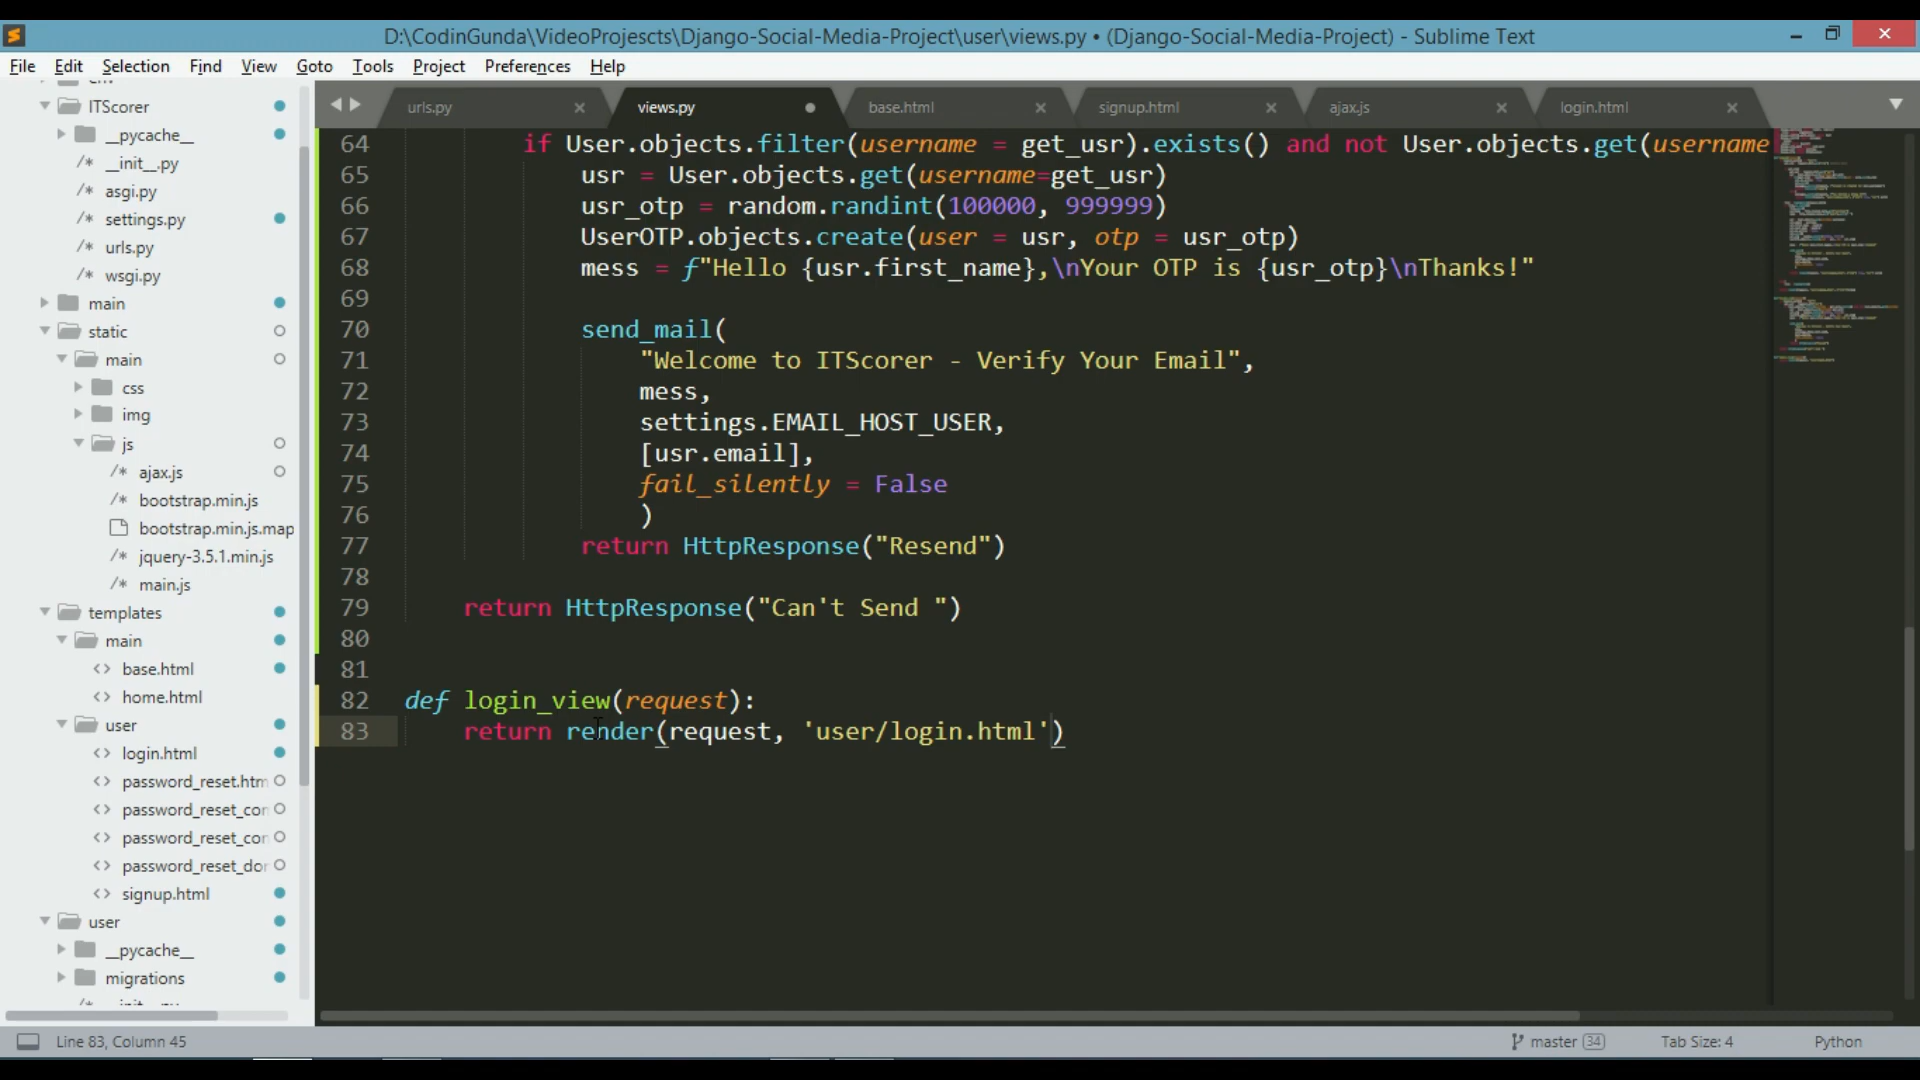 D:\CodinGunda\VideoProjescts\Django-Social-Media-Project\user\views.py • (Django-Social-Media-Project) - Sublime Text
File Edit Selection Find View Goto Tools Project Preferences Help
urls.py views.py base.html signup.html ajax.js login.html
ITScorer
__pycache__
__init__.py
asgi.py
settings.py
urls.py
wsgi.py
main
static
main
css
img
js
ajax.js
bootstrap.min.js
bootstrap.min.js.map
jquery-3.5.1.min.js
main.js
templates
main
base.html
home.html
user
login.html
password_reset.htm
password_reset_con
password_reset_con
password_reset_dor
signup.html
user
__pycache__
migrations
64 if User.objects.filter(username = get_usr).exists() and not User.objects.get(username
65 usr = User.objects.get(username=get_usr)
66 usr_otp = random.randint(100000, 999999)
67 UserOTP.objects.create(user = usr, otp = usr_otp)
68 mess = f"Hello {usr.first_name},\nYour OTP is {usr_otp}\nThanks!"
69
70 send_mail(
71 "Welcome to ITScorer - Verify Your Email",
72 mess,
73 settings.EMAIL_HOST_USER,
74 [usr.email],
75 fail_silently = False
76 )
77 return HttpResponse("Resend")
78
79 return HttpResponse("Can't Send ")
80
81
82 def login_view(request):
83 return render(request, 'user/login.html')
Line 83, Column 45 master 34 Tab Size: 4 Python